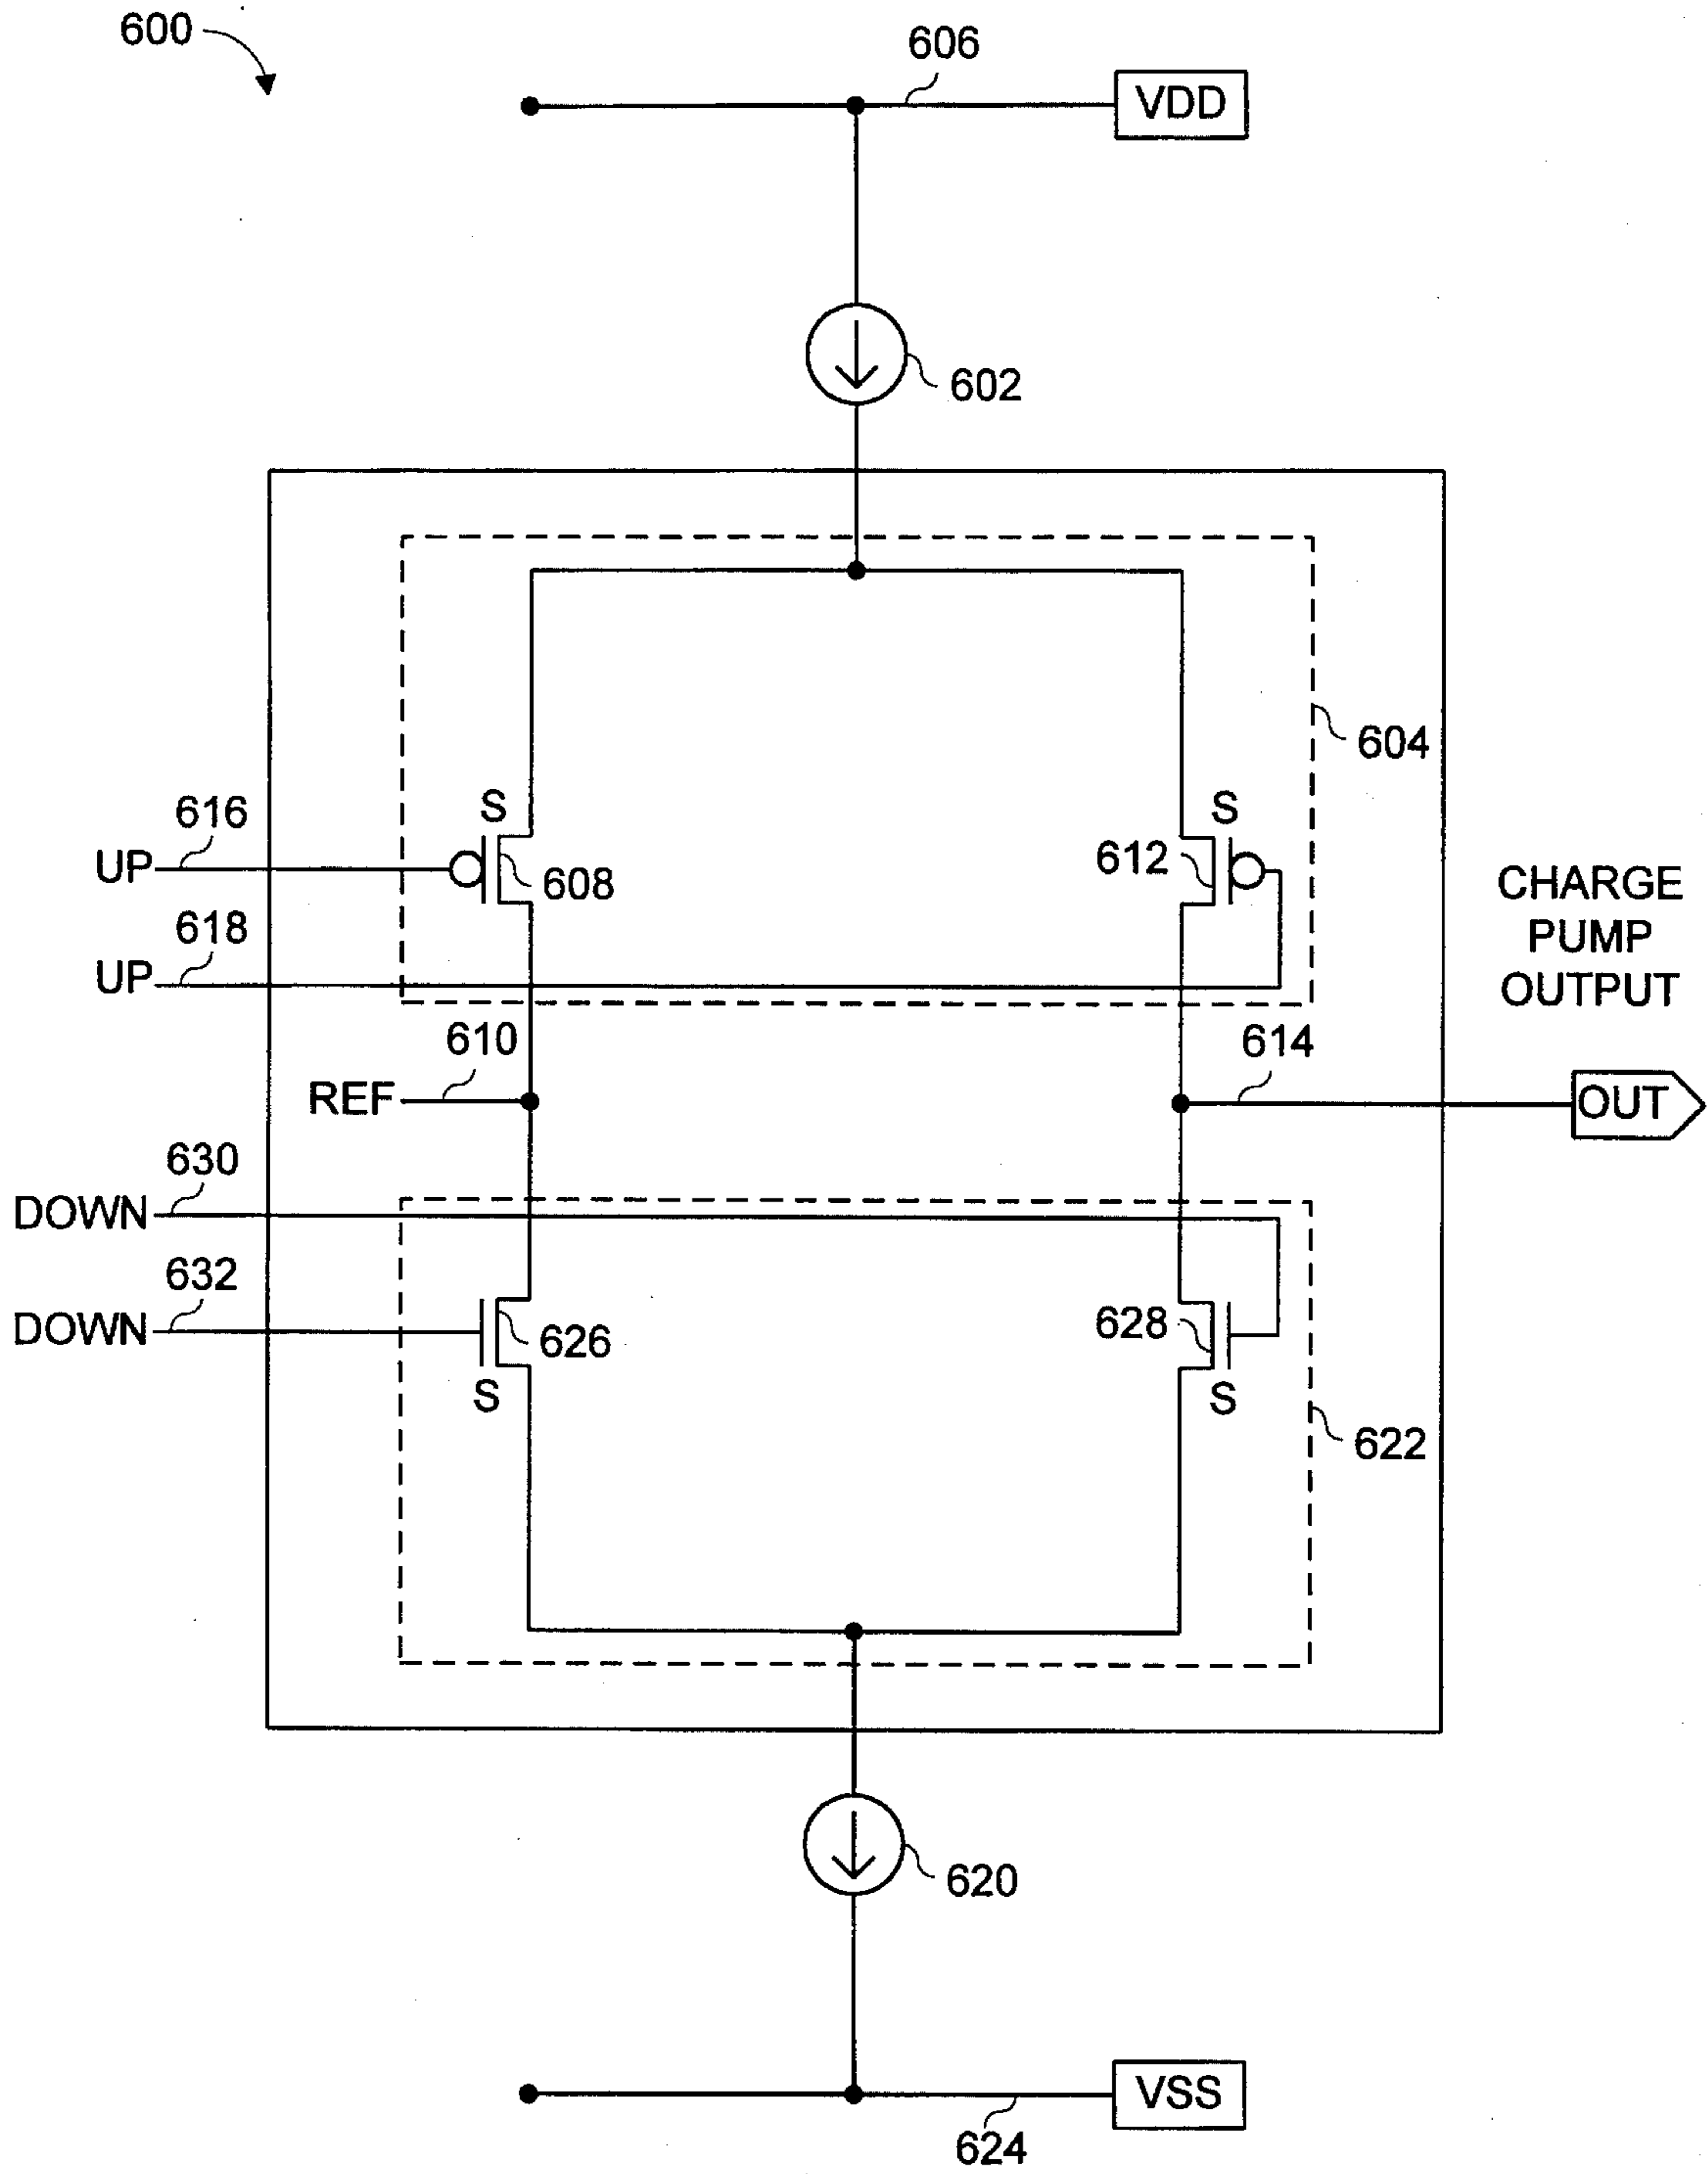 600
606
VDD
602
604
S
S
616
UP
608
612
CHARGE
PUMP
OUTPUT
618
UP
610
REF
614
OUT
630
DOWN
632
DOWN
626
628
S
S
622
620
VSS
624